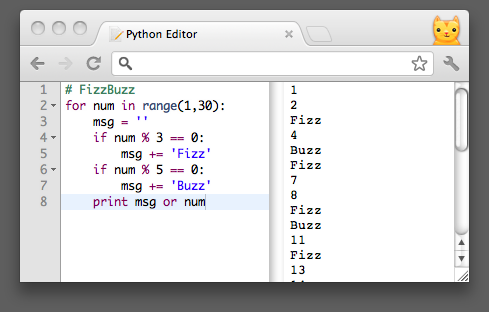 Python Editor
1 # FizzBuzz
2 for num in range(1,30):
3     msg = ''
4     if num % 3 == 0:
5         msg += 'Fizz'
6     if num % 5 == 0:
7         msg += 'Buzz'
8     print msg or num
1
2
Fizz
4
Buzz
Fizz
7
8
Fizz
Buzz
11
Fizz
13